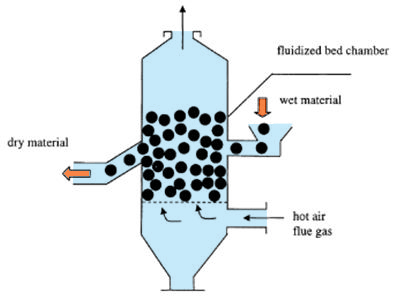 fluidized bed chamber
wet material
dry material
hot air
flue gas